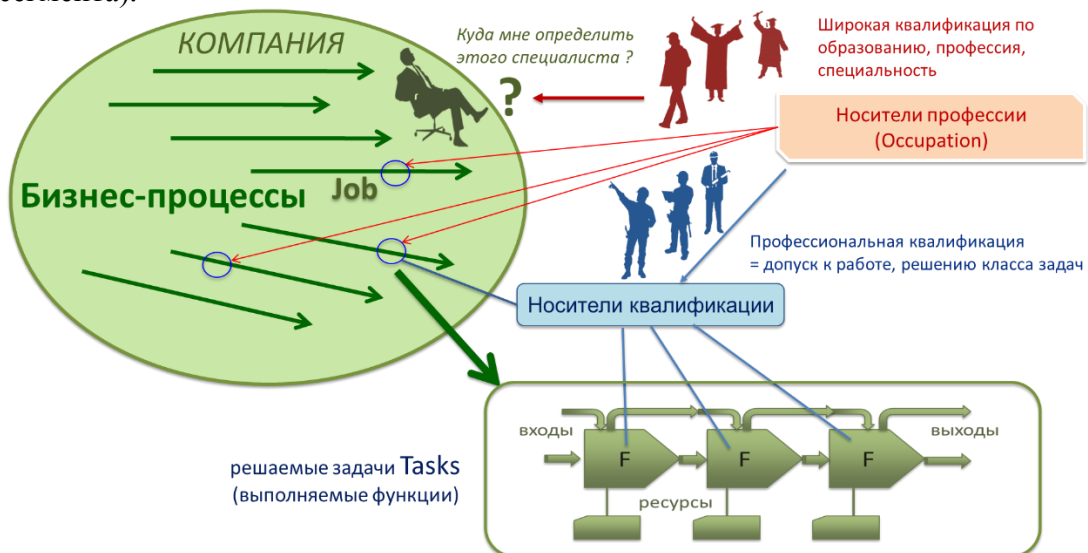 сегмента).
КОМПАНИЯ
Куда мне определить
этого специалиста ?
?
Широкая квалификация по
образованию, профессия,
специальность
Носители профессии
(Occupation)
Бизнес-процессы
Job
Профессиональная квалификация
= допуск к работе, решению класса задач
Носители квалификации
входы
выходы
F
F
F
ресурсы
решаемые задачи Tasks
(выполняемые функции)